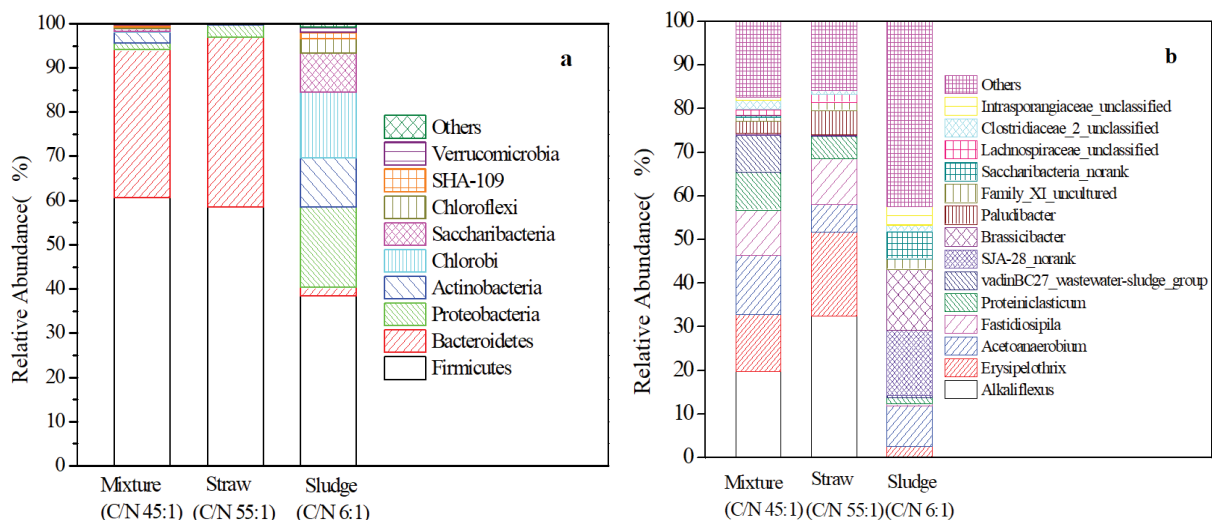 a
Relative Abundance( %)
100
90
80
70
60
50
40
30
20
10
0
Others
Verrucomicrobia
SHA-109
Chloroflexi
Saccharibacteria
Chlorobi
Actinobacteria
Proteobacteria
Bacteroidetes
Firmicutes
Mixture Straw Sludge
(C/N 45:1) (C/N 55:1) (C/N 6:1)
b
Relative Abundance( %)
100
90
80
70
60
50
40
30
20
10
0
Others
Intrasporangiaceae_unclassified
Clostridiaceae_2_unclassified
Lachnospiraceae_unclassified
Saccharibacteria_norank
Family_XI_uncultured
Paludibacter
Brassicibacter
SJA-28_norank
vadinBC27_wastewater-sludge_group
Proteiniclasticum
Fastidiosipila
Acetoanaerobium
Erysipelothrix
Alkaliflexus
Mixture Straw Sludge
(C/N 45:1) (C/N 55:1) (C/N 6:1)